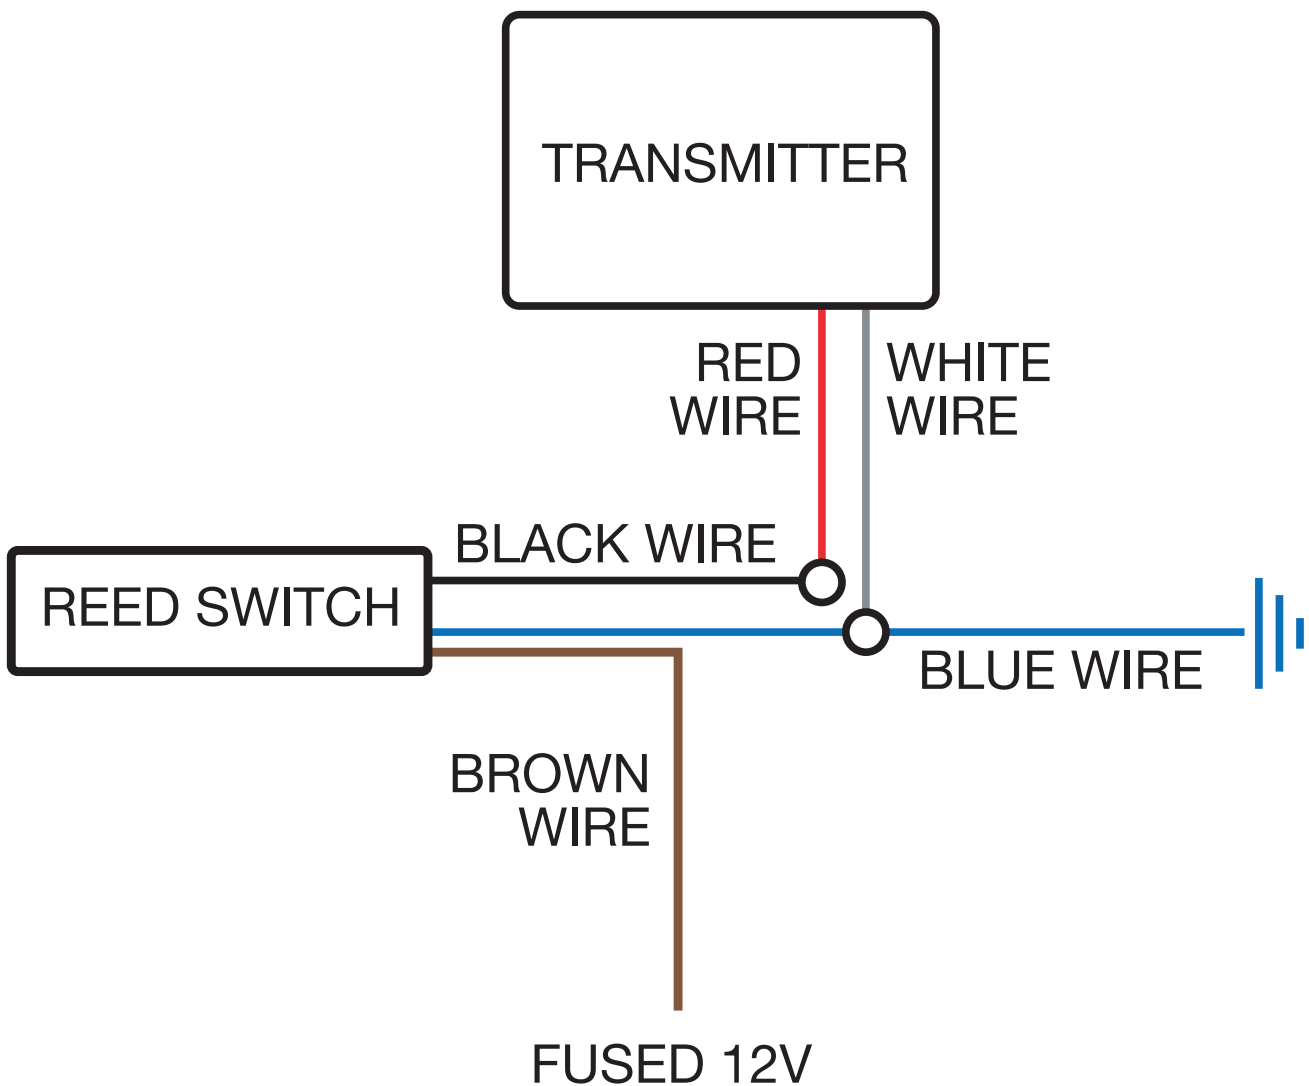 TRANSMITTER
RED
WIRE
WHITE
WIRE
BLACK WIRE
REED SWITCH
BLUE WIRE
BROWN
WIRE
FUSED 12V